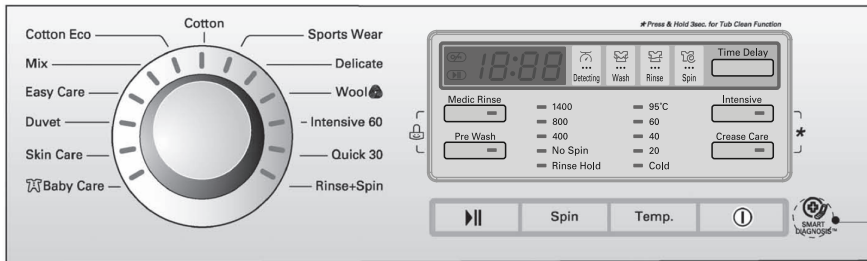 * Press & Hold 3sec. for Tub Clean Function
Cotton
Cotton Eco
Sports Wear
Mix
Delicate
Easy Care
Wool
Duvet
Intensive 60
Skin Care
Quick 30
Baby Care
Rinse+Spin
18:88
Detecting
Wash
Rinse
Spin
Time Delay
Medic Rinse
Pre Wash
1400
800
400
No Spin
Rinse Hold
95°C
60
40
20
Cold
Intensive
Crease Care
*
Spin
Temp.
SMART
DIAGNOSIS™